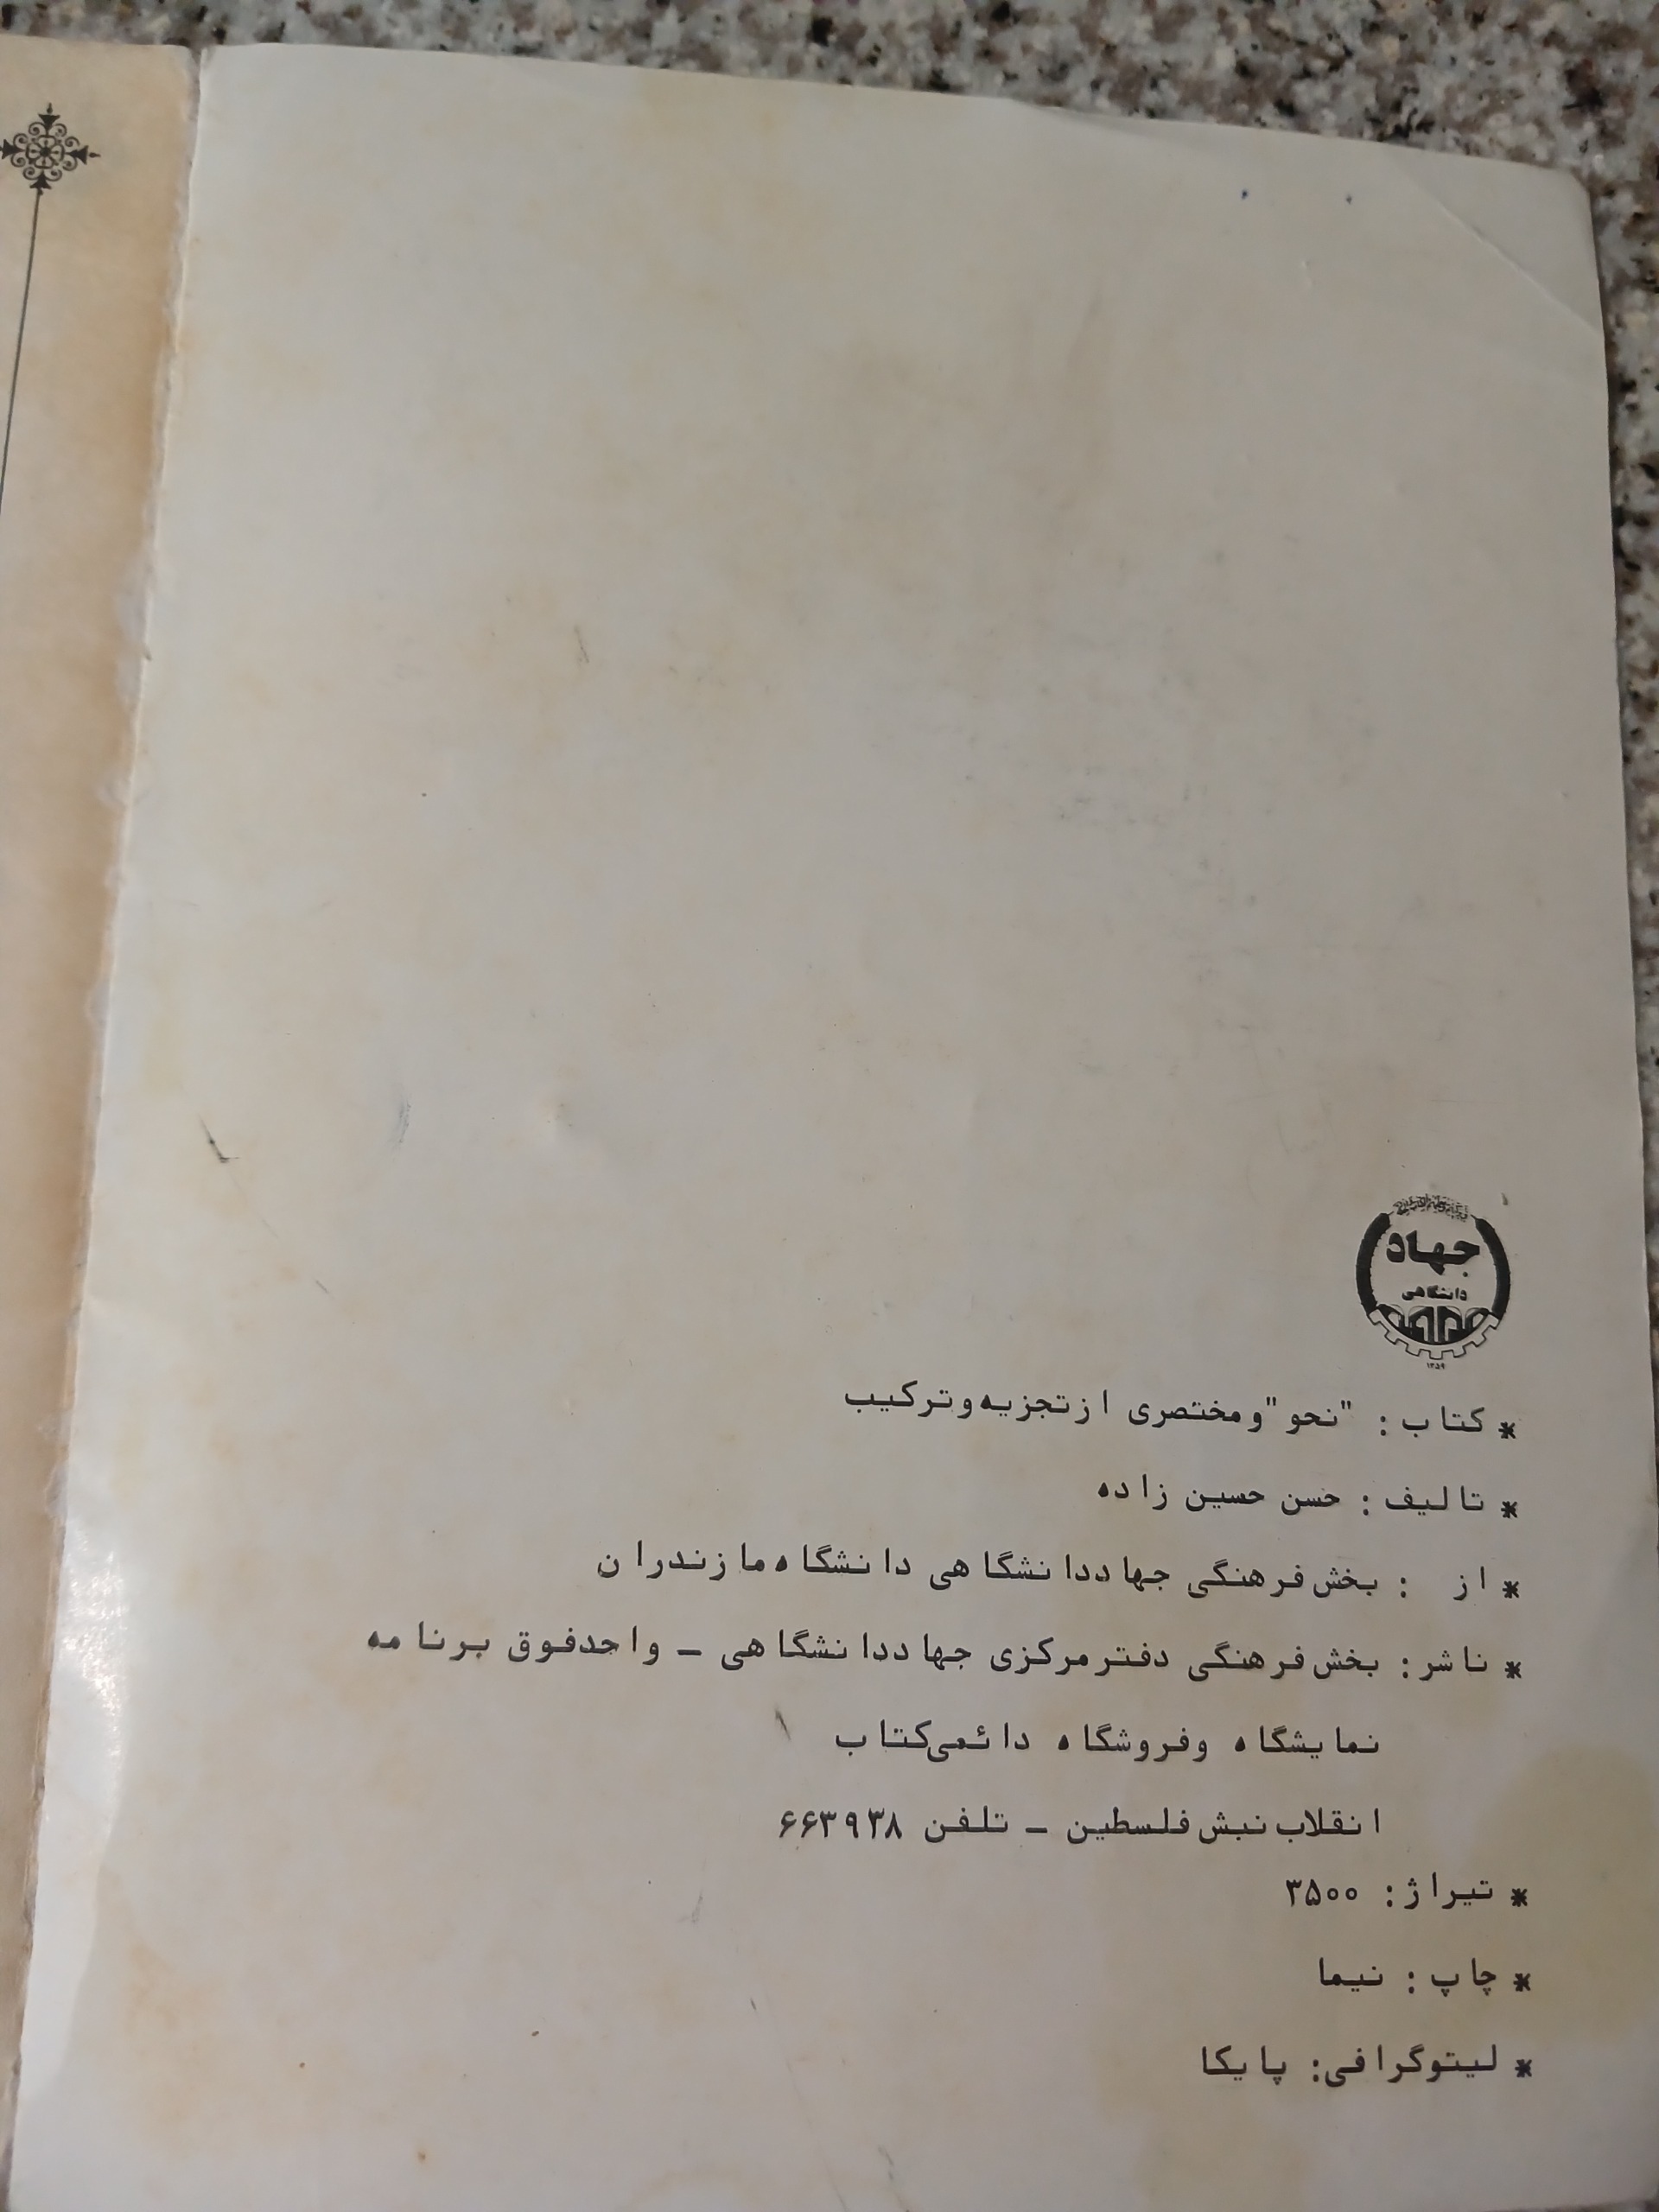 جهاد
دانشگاهی
۱۳۵۹
* کتاب : "نحو" ومختصری ازتجزیه‌وترکیب
* تالیف : حسن حسین زاده
* از : بخش فرهنگی جهاددانشگاهی دانشگاه مازندران
* ناشر : بخش فرهنگی دفترمرکزی جهاددانشگاهی – واحدفوق برنامه
نمایشگاه وفروشگاه دائمی‌کتاب
انقلاب نبش فلسطین – تلفن ۶۶۳۹۳۸
* تیراژ : ۳۵۰۰
* چاپ : نیما
* لیتوگرافی : پایکا